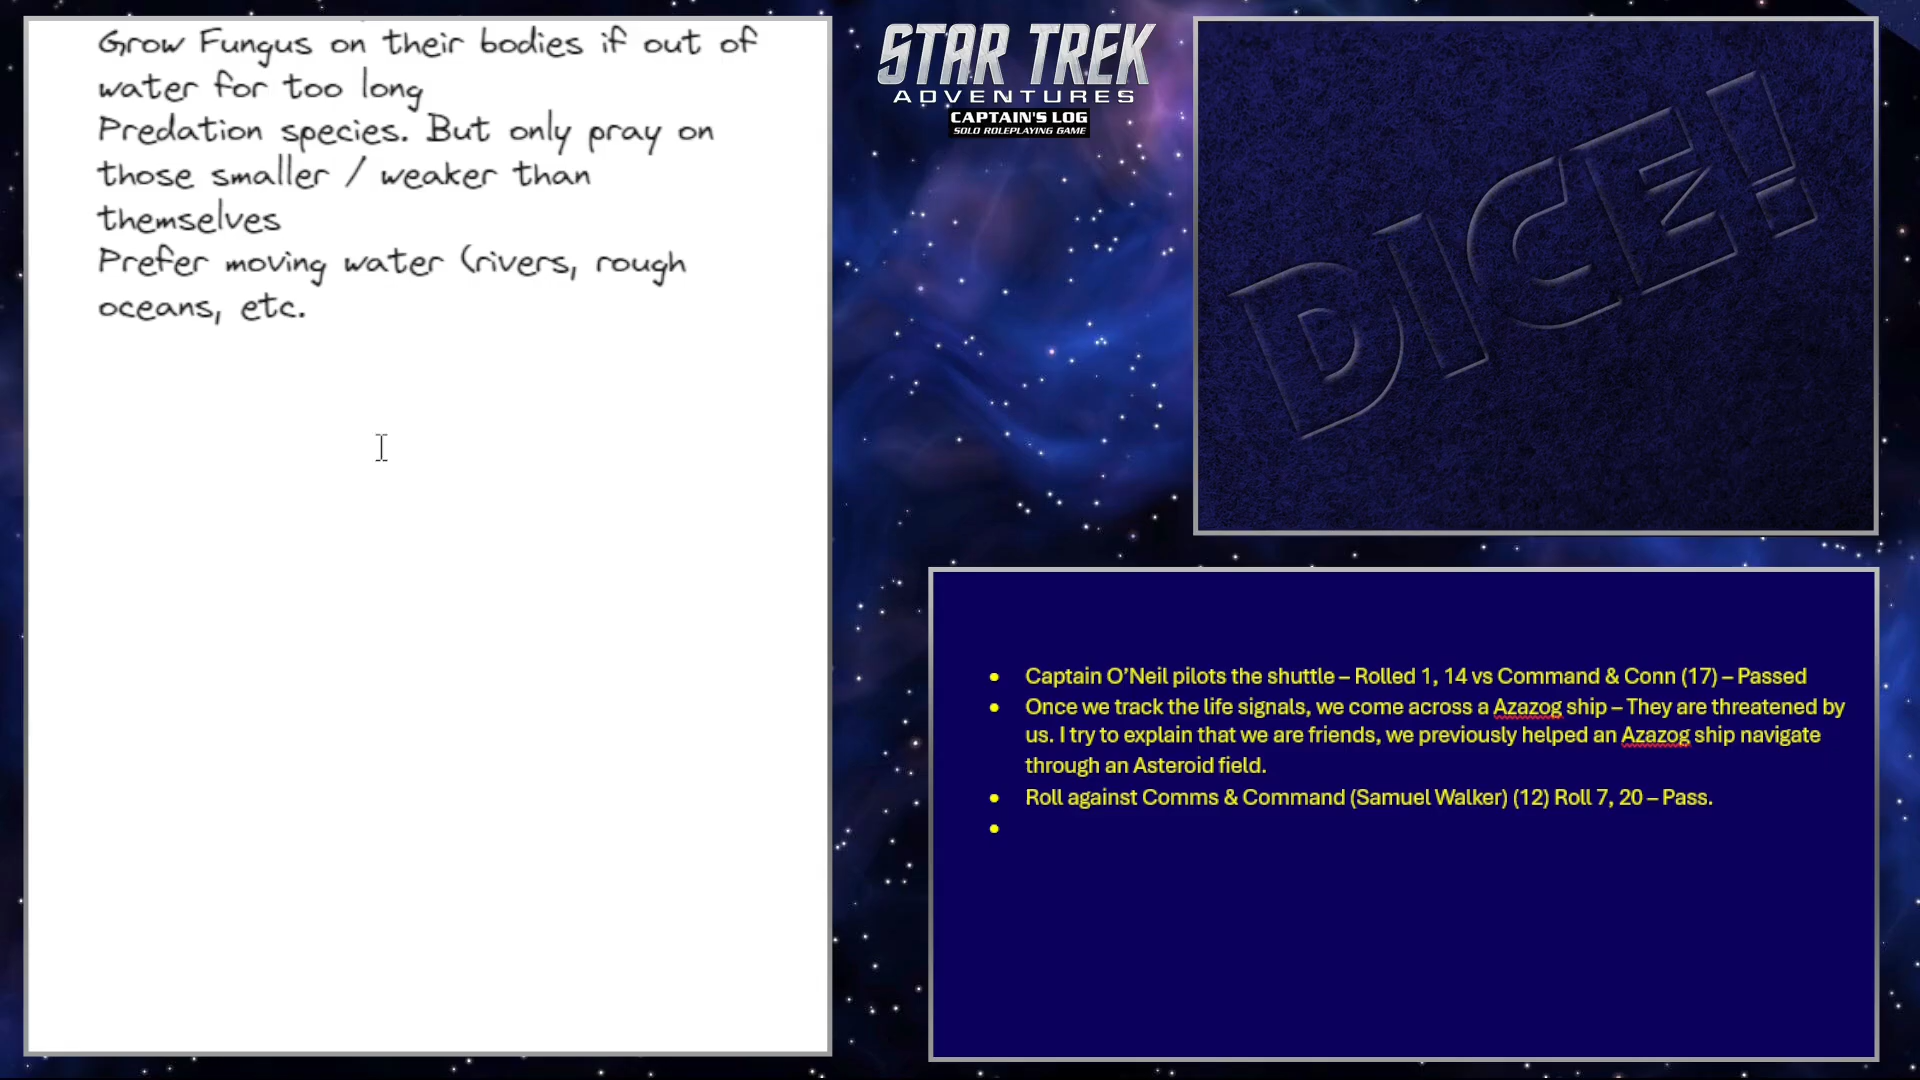 Grow Fungus on their bodies if out of
water for too long
Predation species. But only pray on
those smaller / weaker than
themselves
Prefer moving water (rivers, rough
oceans, etc.
STAR TREK
ADVENTURES
CAPTAIN'S LOG
SOLO ROLEPLAYING GAME
DICE!
• Captain O'Neil pilots the shuttle – Rolled 1, 14 vs Command & Conn (17) – Passed
• Once we track the life signals, we come across a Azazog ship – They are threatened by
us. I try to explain that we are friends, we previously helped an Azazog ship navigate
through an Asteroid field.
• Roll against Comms & Command (Samuel Walker) (12) Roll 7, 20 – Pass.
•